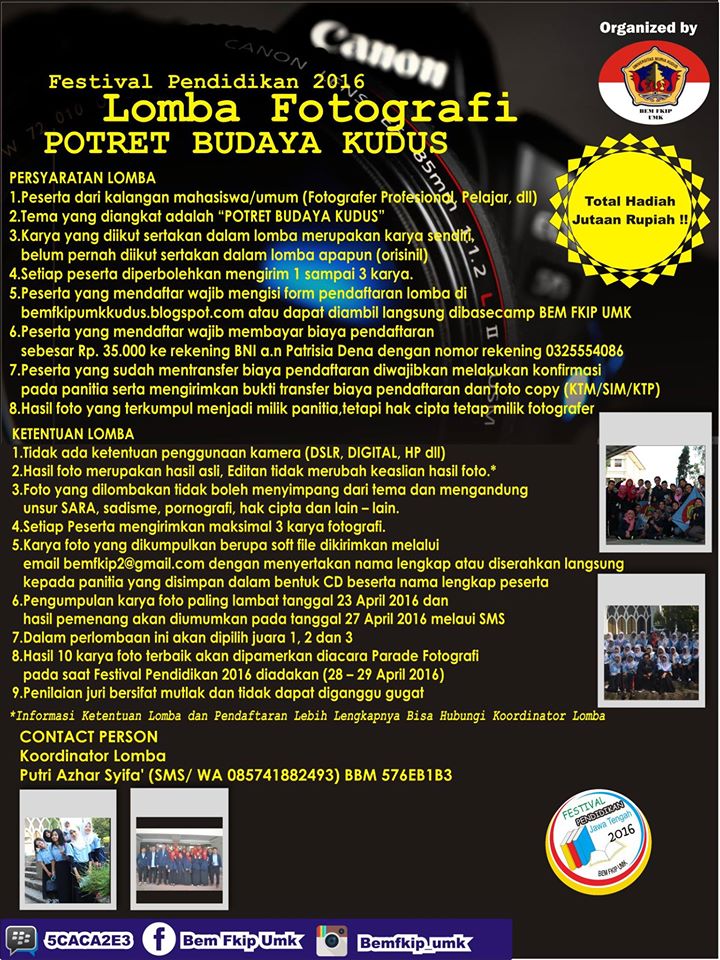 Organized by
UNIVERSITAS MURIA KUDUS
BEM FKIP
UMK
Canon
CANON
Festival Pendidikan 2016
Lomba Fotografi
POTRET BUDAYA KUDUS
Total Hadiah
Jutaan Rupiah !!
85mm 1:1.2 L II
PERSYARATAN LOMBA
1.Peserta dari kalangan mahasiswa/umum (Fotografer Profesional, Pelajar, dll)
2.Tema yang diangkat adalah “POTRET BUDAYA KUDUS”
3.Karya yang diikut sertakan dalam lomba merupakan karya sendiri,
belum pernah diikut sertakan dalam lomba apapun (orisinil)
4.Setiap peserta diperbolehkan mengirim 1 sampai 3 karya.
5.Peserta yang mendaftar wajib mengisi form pendaftaran lomba di
bemfkipumkkudus.blogspot.com atau dapat diambil langsung dibasecamp BEM FKIP UMK
6.Peserta yang mendaftar wajib membayar biaya pendaftaran
sebesar Rp. 35.000 ke rekening BNI a.n Patrisia Dena dengan nomor rekening 0325554086
7.Peserta yang sudah mentransfer biaya pendaftaran diwajibkan melakukan konfirmasi
pada panitia serta mengirimkan bukti transfer biaya pendaftaran dan foto copy (KTM/SIM/KTP)
8.Hasil foto yang terkumpul menjadi milik panitia,tetapi hak cipta tetap milik fotografer
KETENTUAN LOMBA
1.Tidak ada ketentuan penggunaan kamera (DSLR, DIGITAL, HP dll)
2.Hasil foto merupakan hasil asli, Editan tidak merubah keaslian hasil foto.*
3.Foto yang dilombakan tidak boleh menyimpang dari tema dan mengandung
unsur SARA, sadisme, pornografi, hak cipta dan lain – lain.
4.Setiap Peserta mengirimkan maksimal 3 karya fotografi.
5.Karya foto yang dikumpulkan berupa soft file dikirimkan melalui
email bemfkip2@gmail.com dengan menyertakan nama lengkap atau diserahkan langsung
kepada panitia yang disimpan dalam bentuk CD beserta nama lengkap peserta
6.Pengumpulan karya foto paling lambat tanggal 23 April 2016 dan
hasil pemenang akan diumumkan pada tanggal 27 April 2016 melaui SMS
7.Dalam perlombaan ini akan dipilih juara 1, 2 dan 3
8.Hasil 10 karya foto terbaik akan dipamerkan diacara Parade Fotografi
pada saat Festival Pendidikan 2016 diadakan (28 – 29 April 2016)
9.Penilaian juri bersifat mutlak dan tidak dapat diganggu gugat
*Informasi Ketentuan Lomba dan Pendaftaran Lebih Lengkapnya Bisa Hubungi Koordinator Lomba
CONTACT PERSON
Koordinator Lomba
Putri Azhar Syifa' (SMS/ WA 085741882493) BBM 576EB1B3
FESTIVAL
PENDIDIKAN
Jawa Tengah
2016
BEM FKIP UMK
5CACA2E3
Bem Fkip Umk
Bemfkip_umk